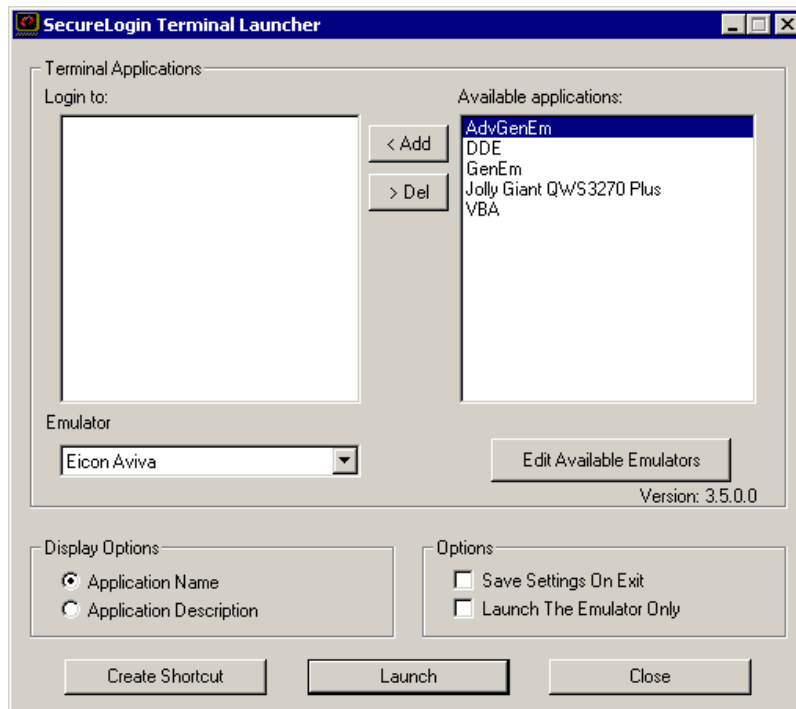 SecureLogin Terminal Launcher
Terminal Applications
Login to:
Available applications:
< Add
> Del
AdvGenEm
DDE
GenEm
Jolly Giant QWS3270 Plus
VBA
Emulator
Eicon Aviva
Edit Available Emulators
Version: 3.5.0.0
Display Options
Application Name
Application Description
Options
Save Settings On Exit
Launch The Emulator Only
Create Shortcut
Launch
Close